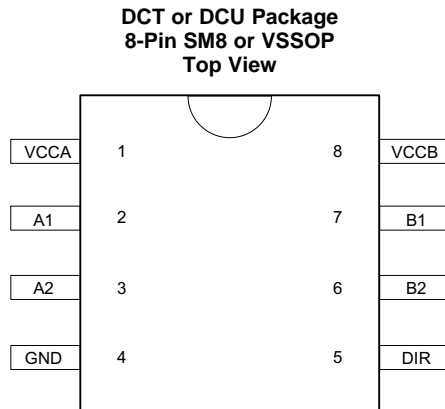 DCT or DCU Package
8-Pin SM8 or VSSOP
Top View
VCCA 1 8 VCCB
A1 2 7 B1
A2 3 6 B2
GND 4 5 DIR